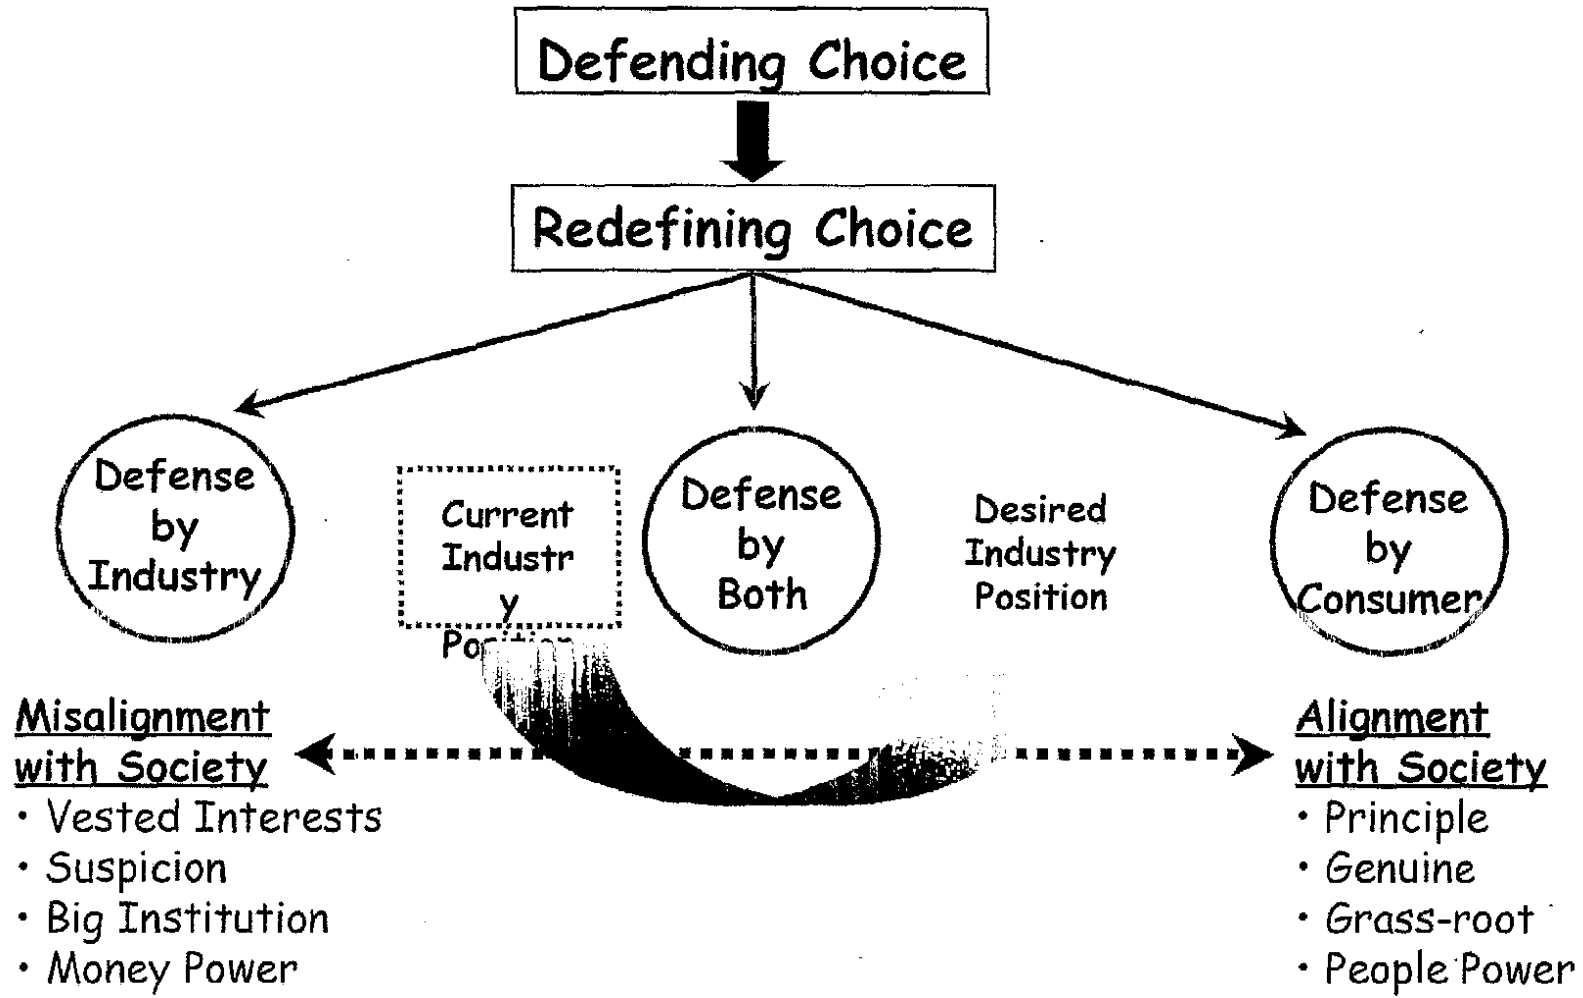 Defending Choice
Redefining Choice
Defense
by
Industry
Current
Industr
y
Position
Defense
by
Both
Desired
Industry
Position
Defense
by
Consumer
Misalignment
with Society
• Vested Interests
• Suspicion
• Big Institution
• Money Power
Alignment
with Society
• Principle
• Genuine
• Grass-root
• People Power